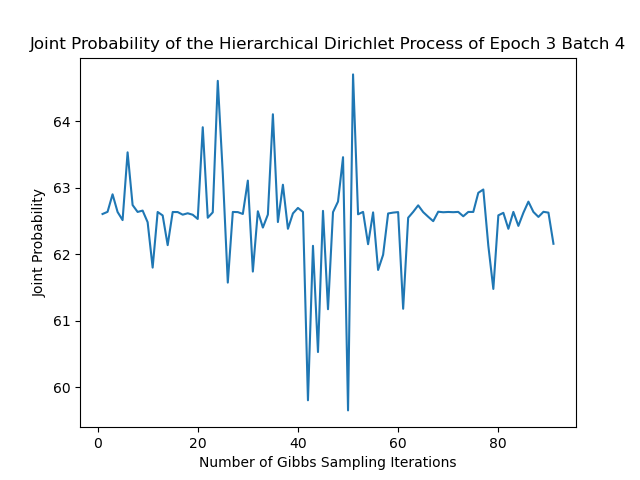 Joint Probability of the Hierarchical Dirichlet Process of Epoch 3 Batch 4
Joint Probability
64
63
62
61
60
0 20 40 60 80
Number of Gibbs Sampling Iterations